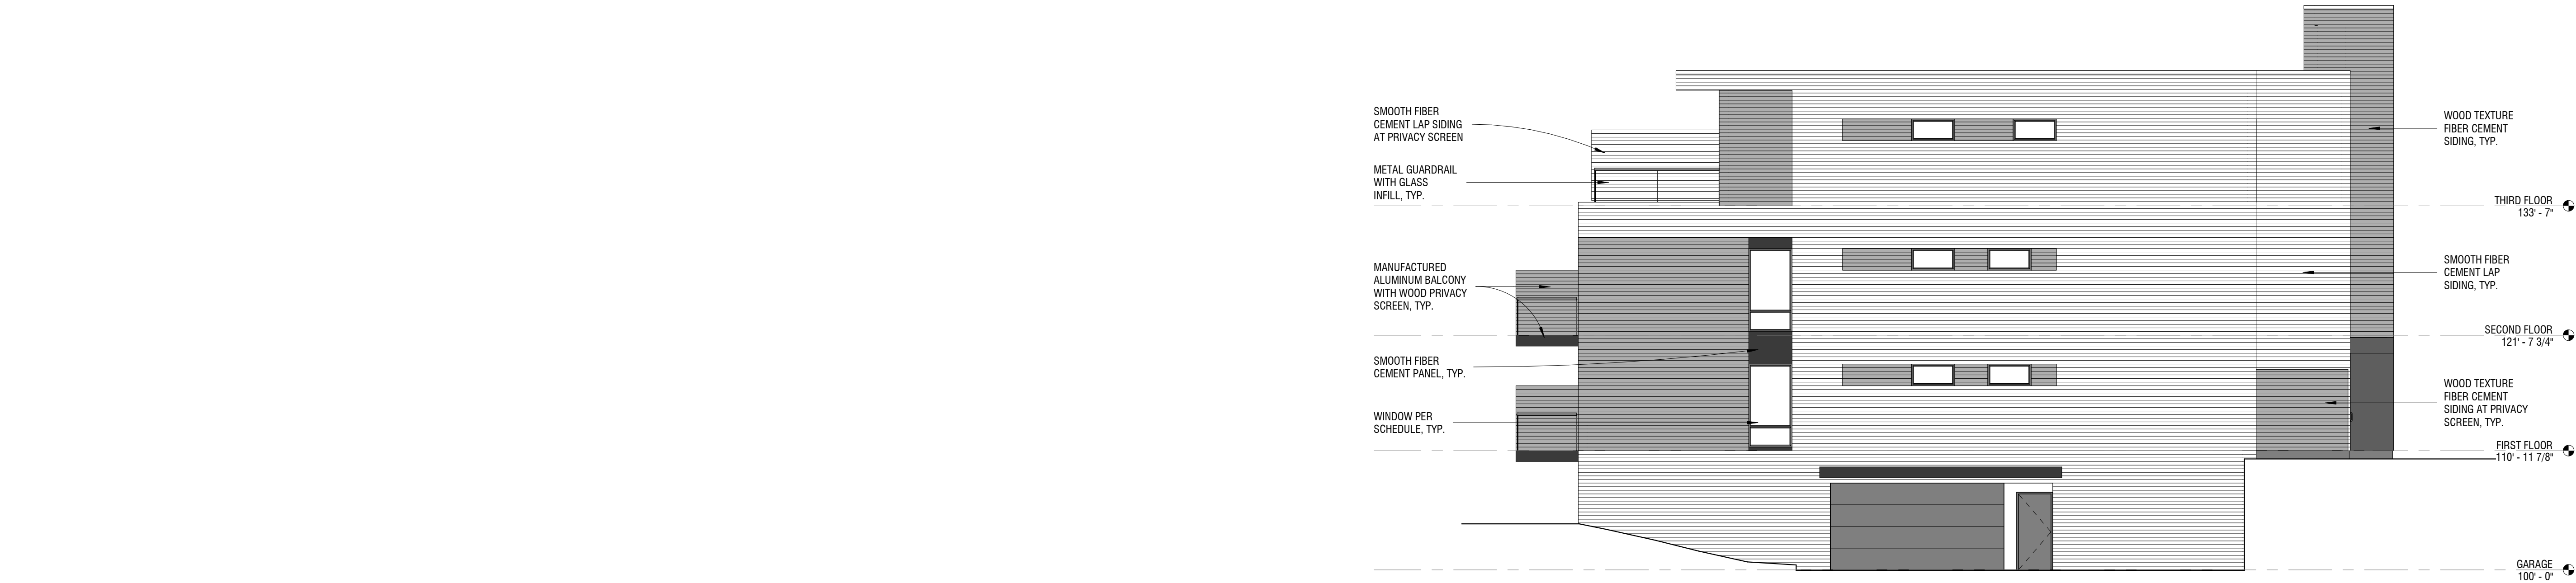 SMOOTH FIBER
CEMENT LAP SIDING
AT PRIVACY SCREEN
METAL GUARDRAIL
WITH GLASS
INFILL, TYP.
MANUFACTURED
ALUMINUM BALCONY
WITH WOOD PRIVACY
SCREEN, TYP.
SMOOTH FIBER
CEMENT PANEL, TYP.
WINDOW PER
SCHEDULE, TYP.
WOOD TEXTURE
FIBER CEMENT
SIDING, TYP.
THIRD FLOOR
133' - 7"
SMOOTH FIBER
CEMENT LAP
SIDING, TYP.
SECOND FLOOR
121' - 7 3/4"
WOOD TEXTURE
FIBER CEMENT
SIDING AT PRIVACY
SCREEN, TYP.
FIRST FLOOR
110' - 11 7/8"
GARAGE
100' - 0"